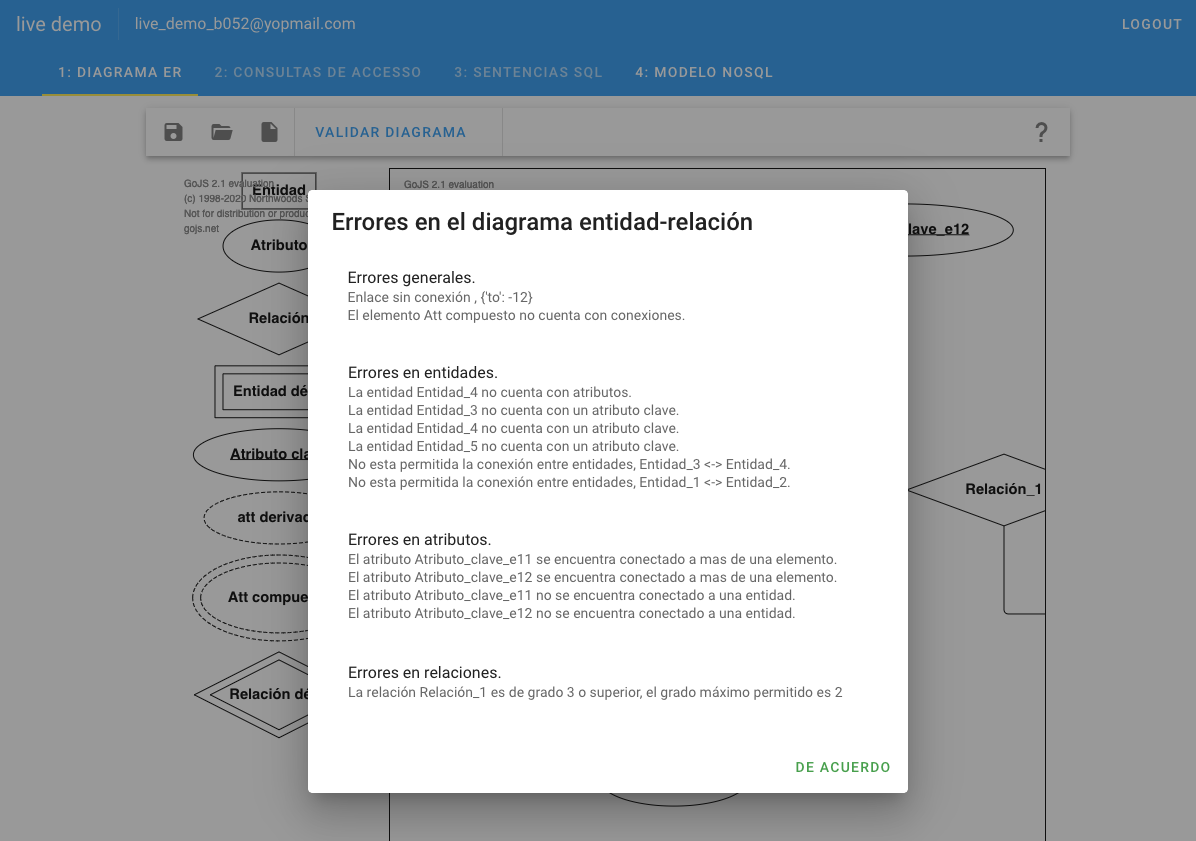 live demo
live_demo_b052@yopmail.com
LOGOUT
1: DIAGRAMA ER
2: CONSULTAS DE ACCESSO
3: SENTENCIAS SQL
4: MODELO NOSQL
VALIDAR DIAGRAMA
?
GoJS 2.1 evaluation
(c) 1998-2020 Northwoods S
Not for distribution or produc
gojs.net
Entidad
Atributo
Relación
Entidad dé
Atributo cla
att derivad
Att compue
Relación dé
GoJS 2.1 evaluation
lave_e12
Relación_1
Errores en el diagrama entidad-relación
Errores generales.
Enlace sin conexión , {'to': -12}
El elemento Att compuesto no cuenta con conexiones.
Errores en entidades.
La entidad Entidad_4 no cuenta con atributos.
La entidad Entidad_3 no cuenta con un atributo clave.
La entidad Entidad_4 no cuenta con un atributo clave.
La entidad Entidad_5 no cuenta con un atributo clave.
No esta permitida la conexión entre entidades, Entidad_3 <-> Entidad_4.
No esta permitida la conexión entre entidades, Entidad_1 <-> Entidad_2.
Errores en atributos.
El atributo Atributo_clave_e11 se encuentra conectado a mas de una elemento.
El atributo Atributo_clave_e12 se encuentra conectado a mas de una elemento.
El atributo Atributo_clave_e11 no se encuentra conectado a una entidad.
El atributo Atributo_clave_e12 no se encuentra conectado a una entidad.
Errores en relaciones.
La relación Relación_1 es de grado 3 o superior, el grado máximo permitido es 2
DE ACUERDO